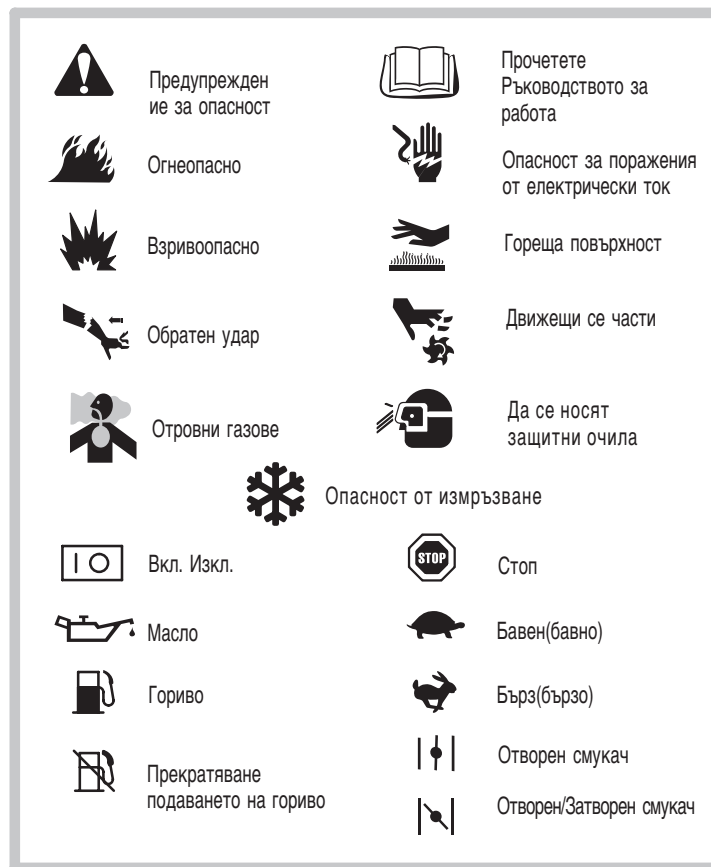 Предупрежден
ие за опасност
Прочетете
Ръководството за
работа
Огнеопасно
Опасност за поражения
от електрически ток
Взривоопасно
Гореща повърхност
Обратен удар
Движещи се части
Отровни газове
Да се носят
защитни очила
Опасност от измръзване
Вкл. Изкл.
STOP
Стоп
Масло
Бавен(бавно)
Гориво
Бърз(бързо)
Прекратяване
подаването на гориво
Отворен смукач
Отворен/Затворен смукач